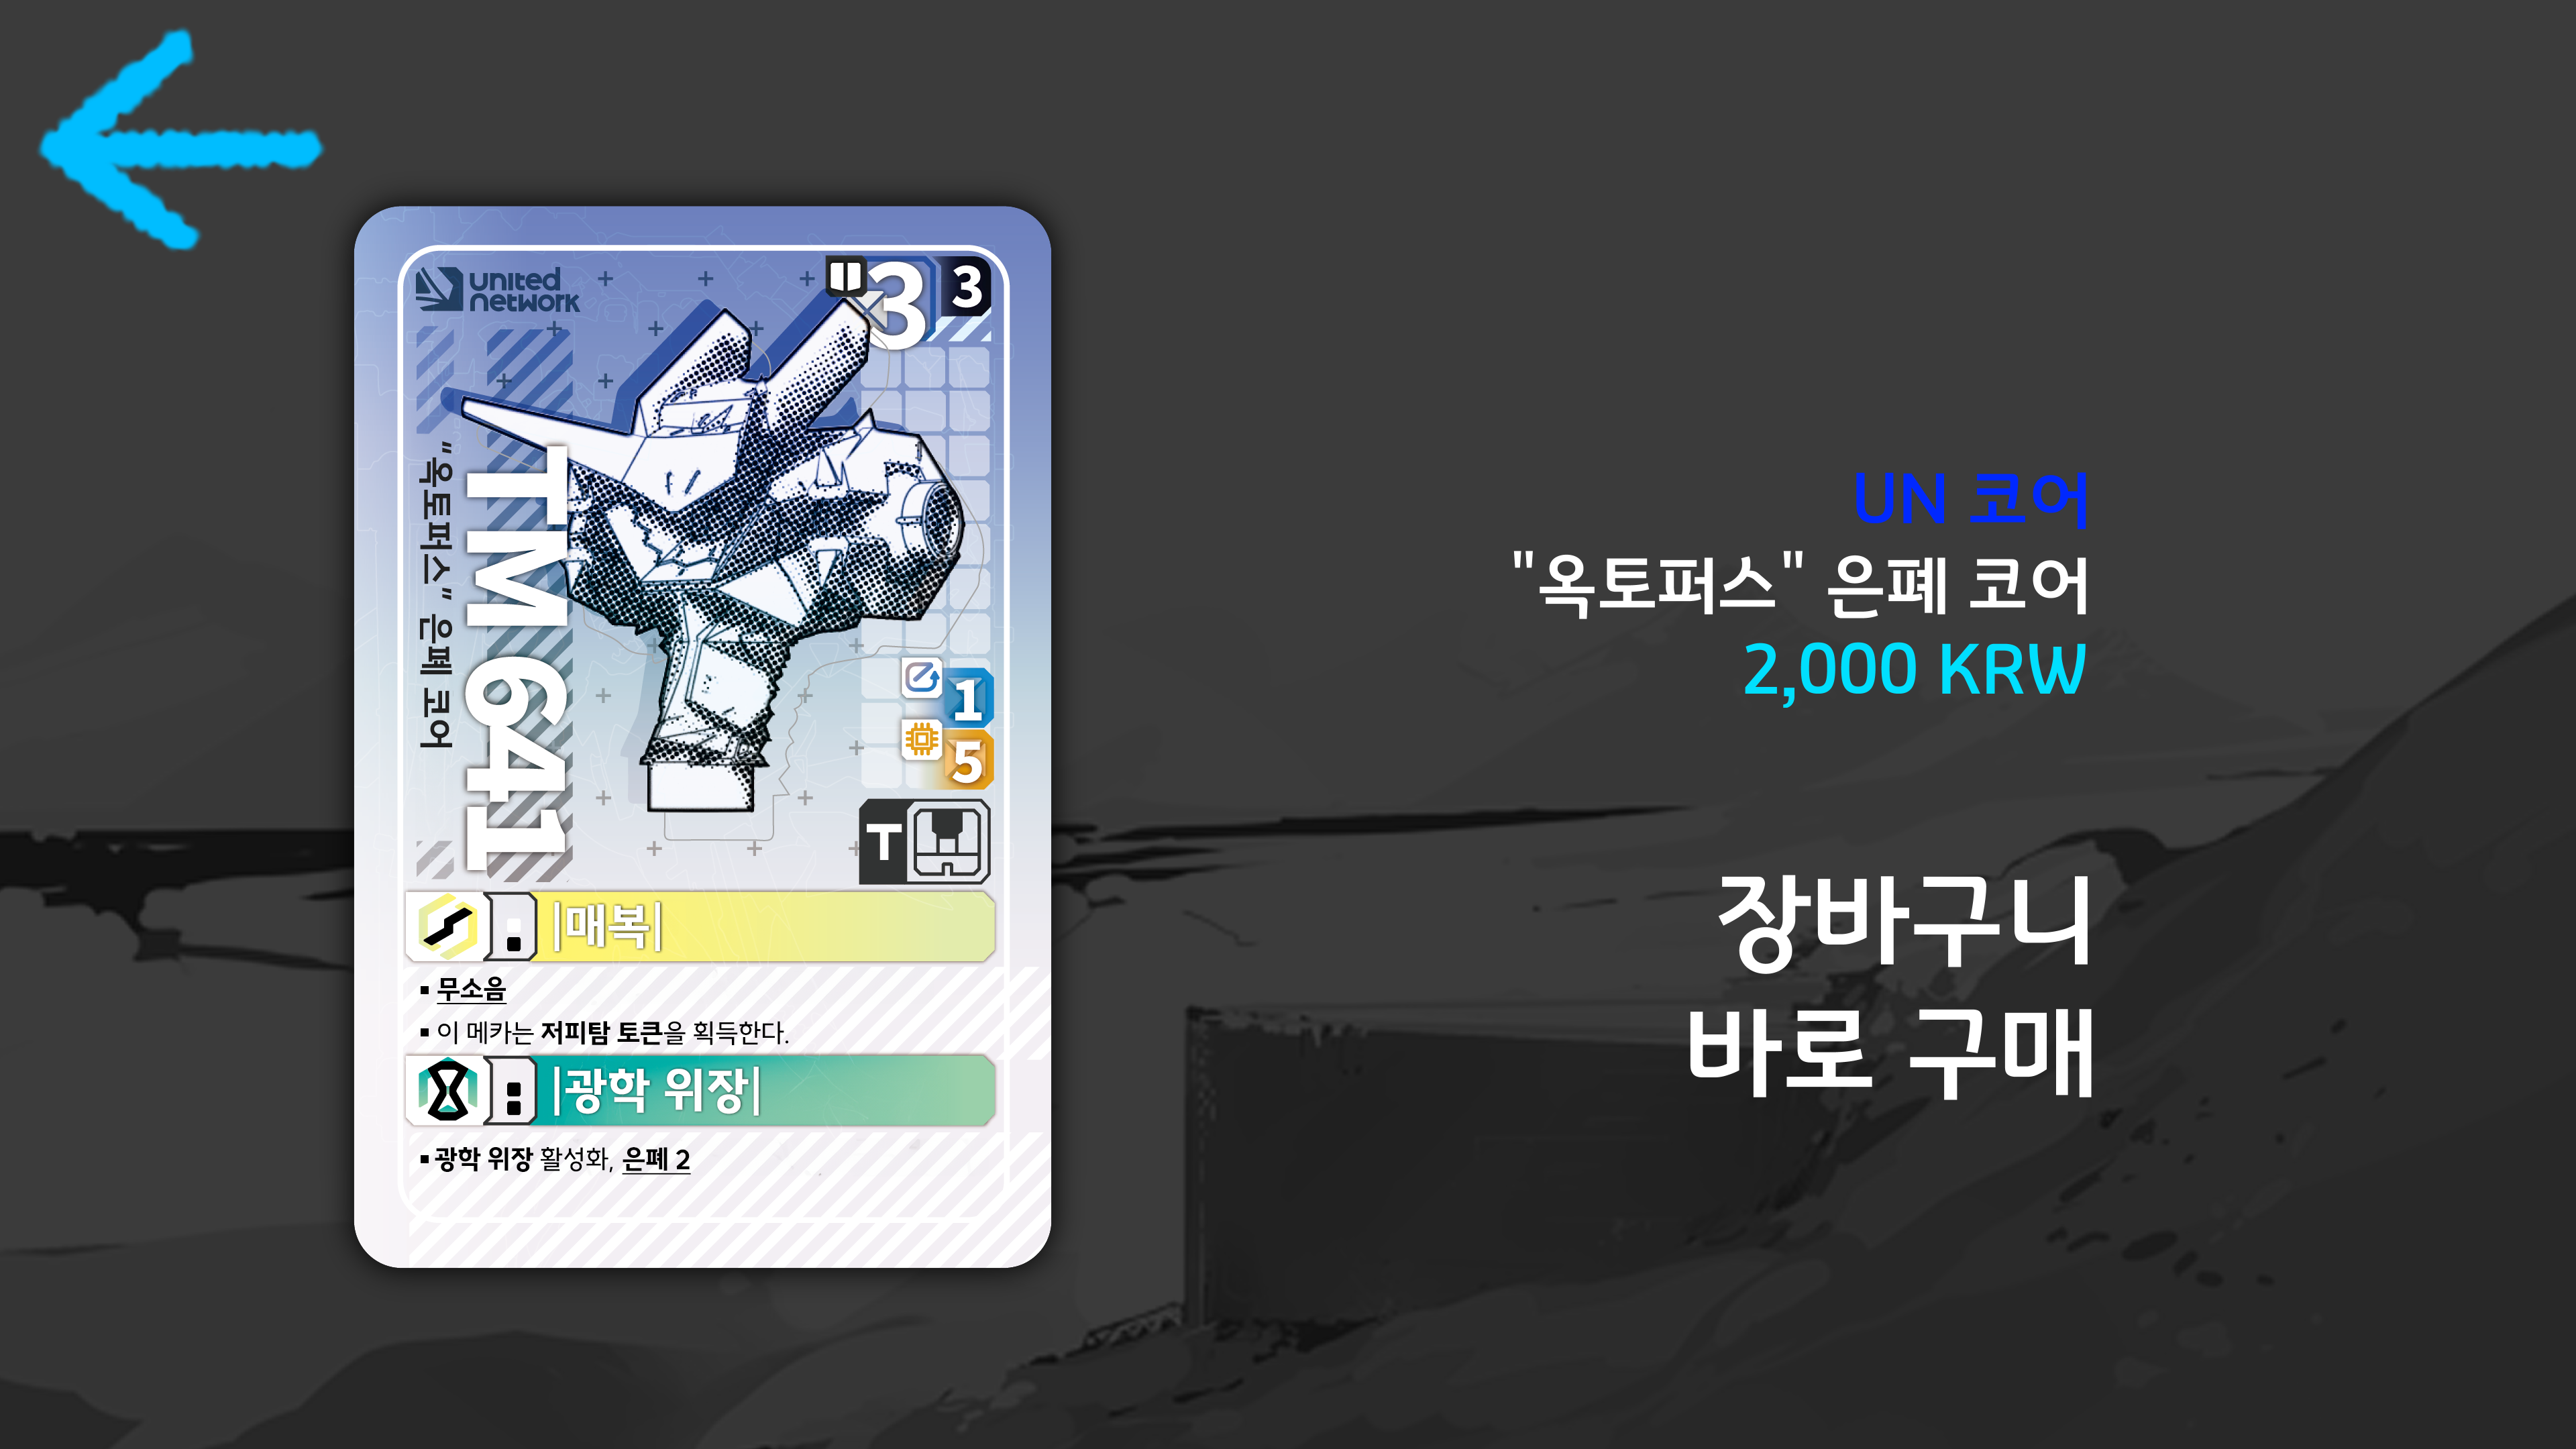 UNITED
NETWORK
3
3
"옥토퍼스" 은폐 코어
TM 641
1
5
T
|매복|
▪ 무소음
▪ 이 메카는 저피탐 토큰을 획득한다.
|광학 위장|
▪ 광학 위장 활성화, 은폐 2
UN 코어
"옥토퍼스" 은폐 코어
2,000 KRW
장바구니
바로 구매